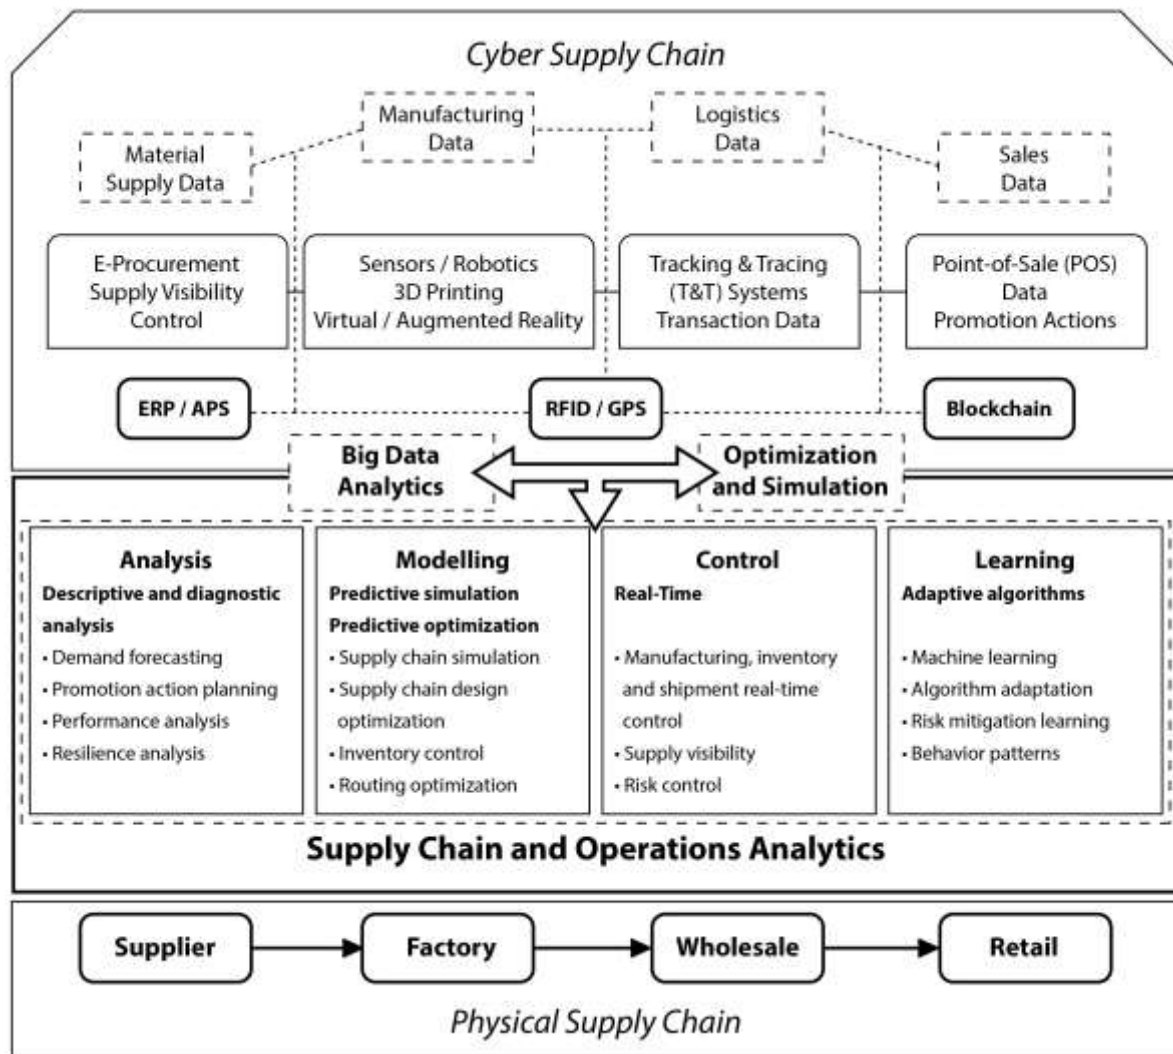 Cyber Supply Chain
Material
Supply Data
Manufacturing
Data
Logistics
Data
Sales
Data
E-Procurement
Supply Visibility
Control
Sensors / Robotics
3D Printing
Virtual / Augmented Reality
Tracking & Tracing
(T&T) Systems
Transaction Data
Point-of-Sale (POS)
Data
Promotion Actions
ERP / APS
RFID / GPS
Blockchain
Big Data
Analytics
Optimization
and Simulation
Analysis
Descriptive and diagnostic
analysis
• Demand forecasting
• Promotion action planning
• Performance analysis
• Resilience analysis
Modelling
Predictive simulation
Predictive optimization
• Supply chain simulation
• Supply chain design
optimization
• Inventory control
• Routing optimization
Control
Real-Time
• Manufacturing, inventory
and shipment real-time
control
• Supply visibility
• Risk control
Learning
Adaptive algorithms
• Machine learning
• Algorithm adaptation
• Risk mitigation learning
• Behavior patterns
Supply Chain and Operations Analytics
Supplier
Factory
Wholesale
Retail
Physical Supply Chain